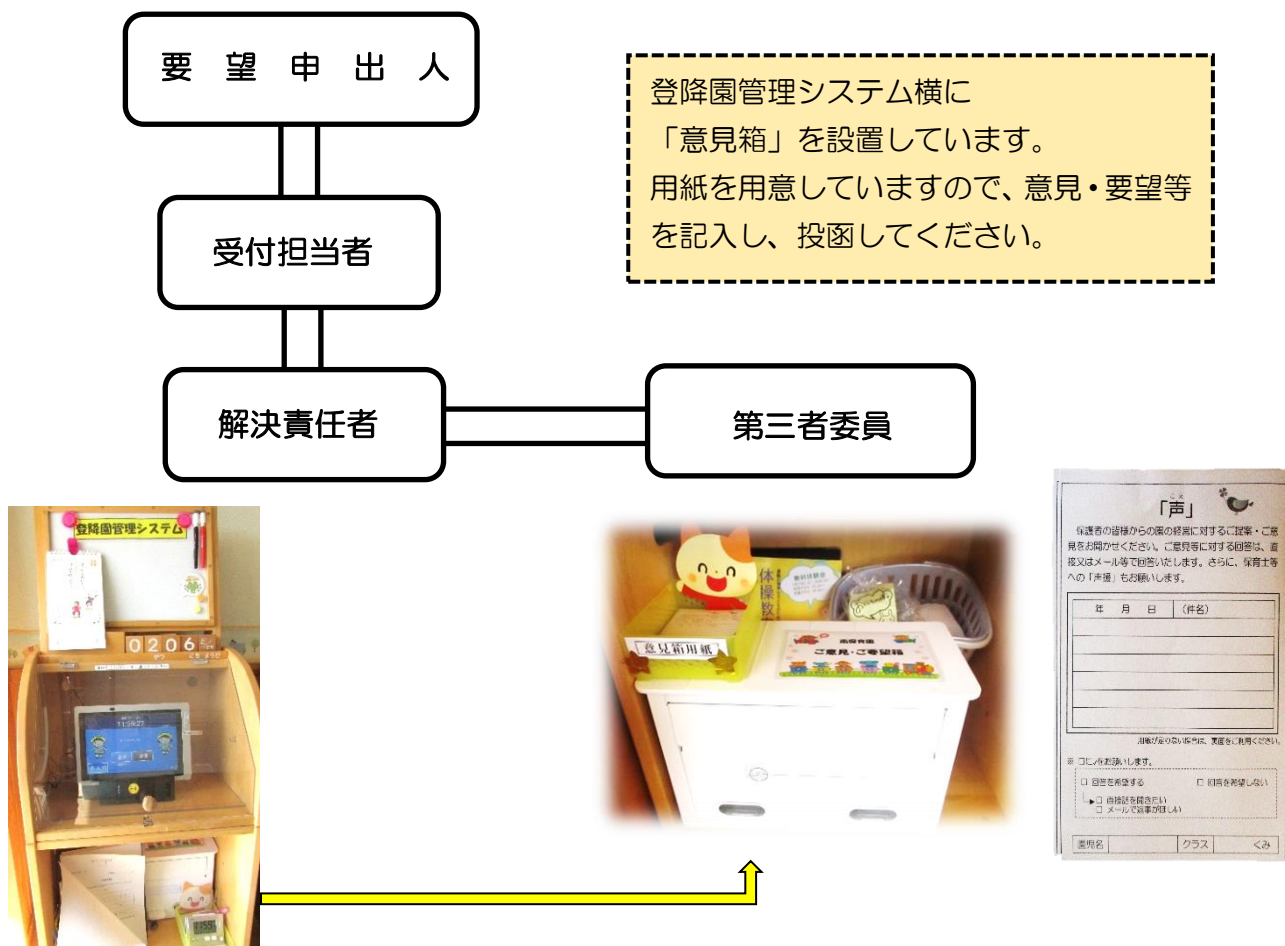 要望申出人
登降園管理システム横に
「意見箱」を設置しています。
用紙を用意していますので、意見・要望等
を記入し、投函してください。
受付担当者
解決責任者
第三者委員
登降園管理システム
0206
11:59:27
意見箱用紙
体操教
無料体験会
ご意見・ご要望箱
こえ
「声」
保護者の皆様からの園の経営に対するご提案・ご意
見をお聞かせください。ご意見等に対する回答は、直
接又はメール等で回答いたします。さらに、保育士等
への「声援」もお願いします。
年 月 日 (件名)
用紙が足りない場合は、裏面をご利用ください。
※ □に✓をお願いします。
□ 回答を希望する □ 回答を希望しない
□ 直接話を聞きたい
□ メールで返事がほしい
園児名 クラス くみ